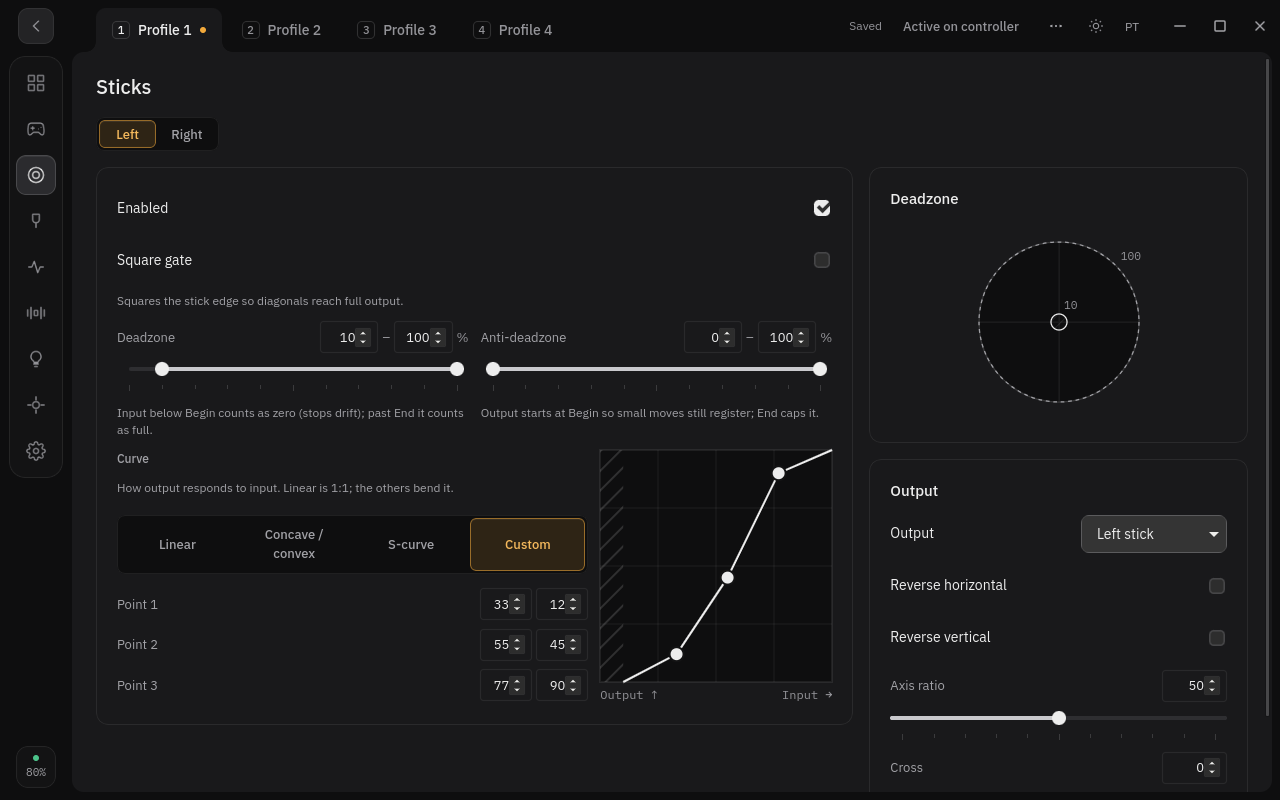 1 Profile 1
2 Profile 2
3 Profile 3
4 Profile 4
Saved
Active on controller
PT
Sticks
Left
Right
Enabled
Square gate
Squares the stick edge so diagonals reach full output.
Deadzone
10 – 100 %
Anti-deadzone
0 – 100 %
Input below Begin counts as zero (stops drift); past End it counts
as full.
Output starts at Begin so small moves still register; End caps it.
Curve
How output responds to input. Linear is 1:1; the others bend it.
Linear
Concave /
convex
S-curve
Custom
Point 1 33 12
Point 2 55 45
Point 3 77 90
Output ↑
Input →
Deadzone
100
10
Output
Output
Left stick
Reverse horizontal
Reverse vertical
Axis ratio 50
Cross 0
80%